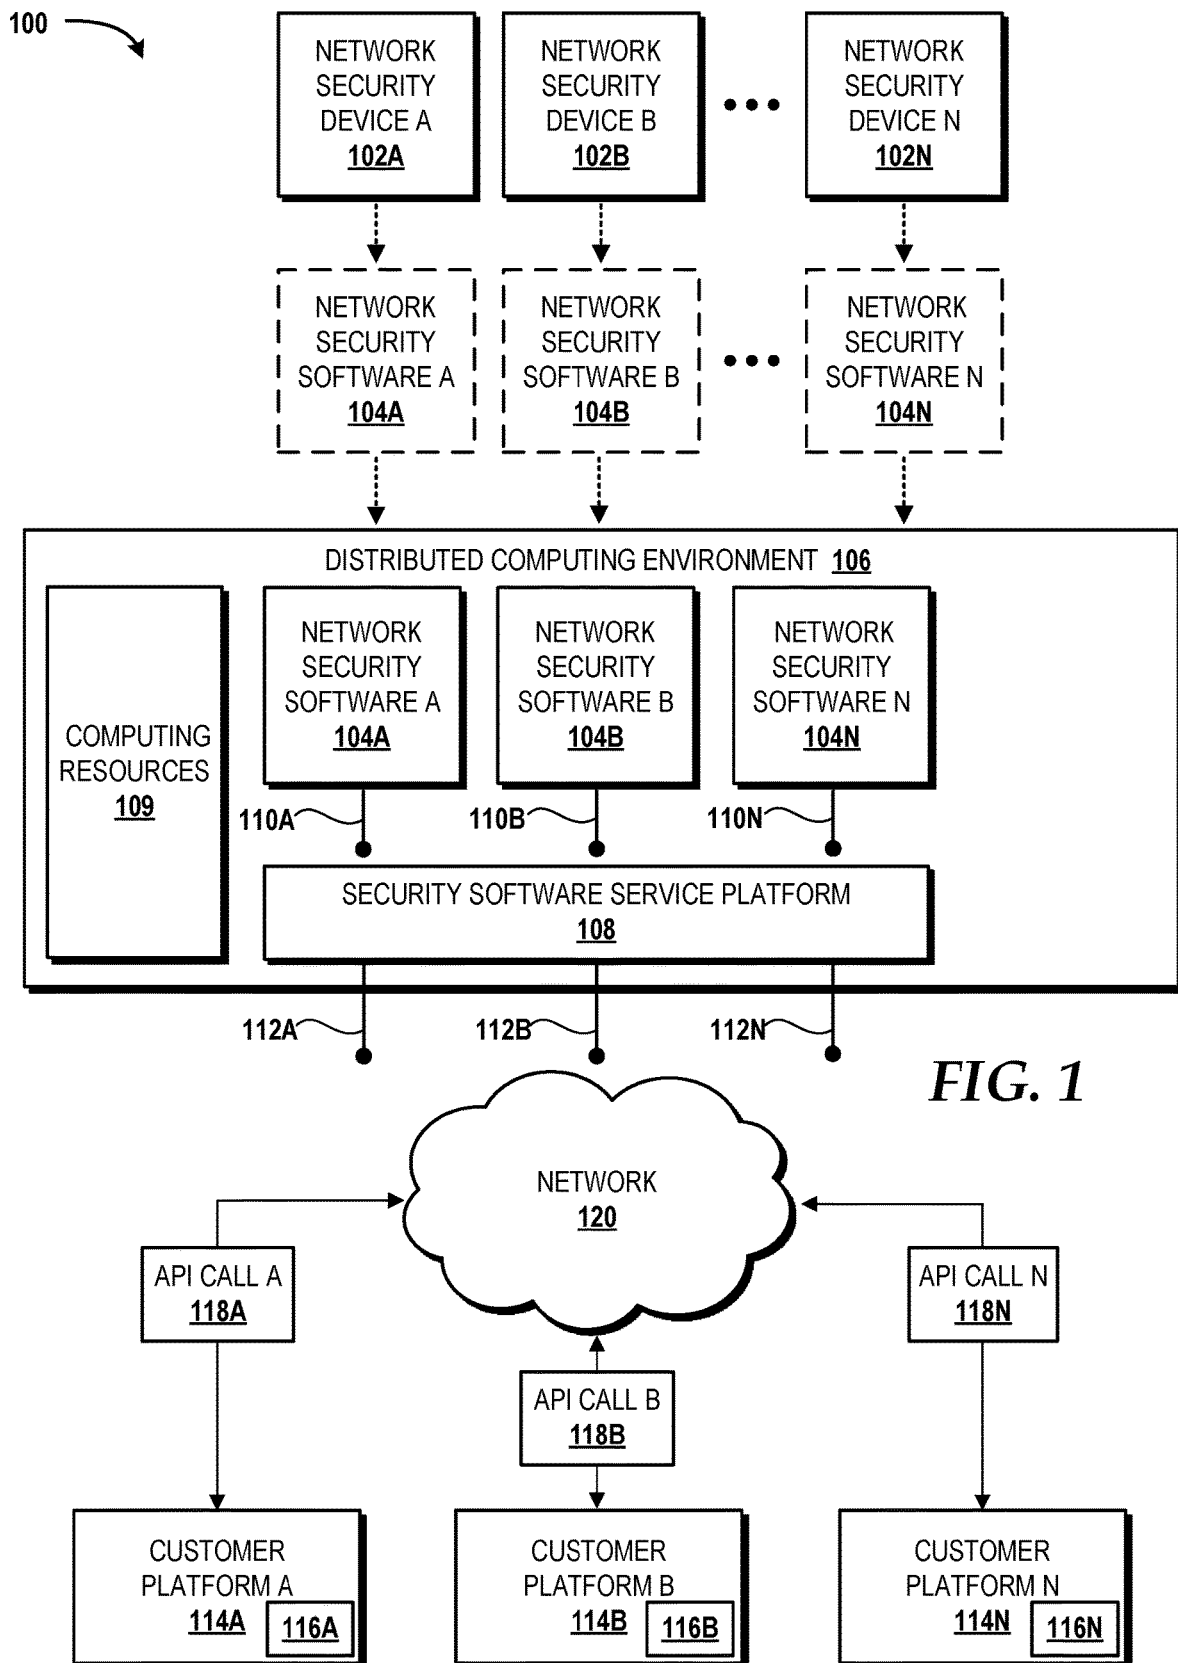 100
NETWORK
SECURITY
DEVICE A
102A
NETWORK
SECURITY
DEVICE B
102B
NETWORK
SECURITY
DEVICE N
102N
NETWORK
SECURITY
SOFTWARE A
104A
NETWORK
SECURITY
SOFTWARE B
104B
NETWORK
SECURITY
SOFTWARE N
104N
DISTRIBUTED COMPUTING ENVIRONMENT 106
COMPUTING
RESOURCES
109
NETWORK
SECURITY
SOFTWARE A
104A
NETWORK
SECURITY
SOFTWARE B
104B
NETWORK
SECURITY
SOFTWARE N
104N
110A
110B
110N
SECURITY SOFTWARE SERVICE PLATFORM
108
112A
112B
112N
FIG. 1
NETWORK
120
API CALL A
118A
API CALL B
118B
API CALL N
118N
CUSTOMER
PLATFORM A
114A
116A
CUSTOMER
PLATFORM B
114B
116B
CUSTOMER
PLATFORM N
114N
116N